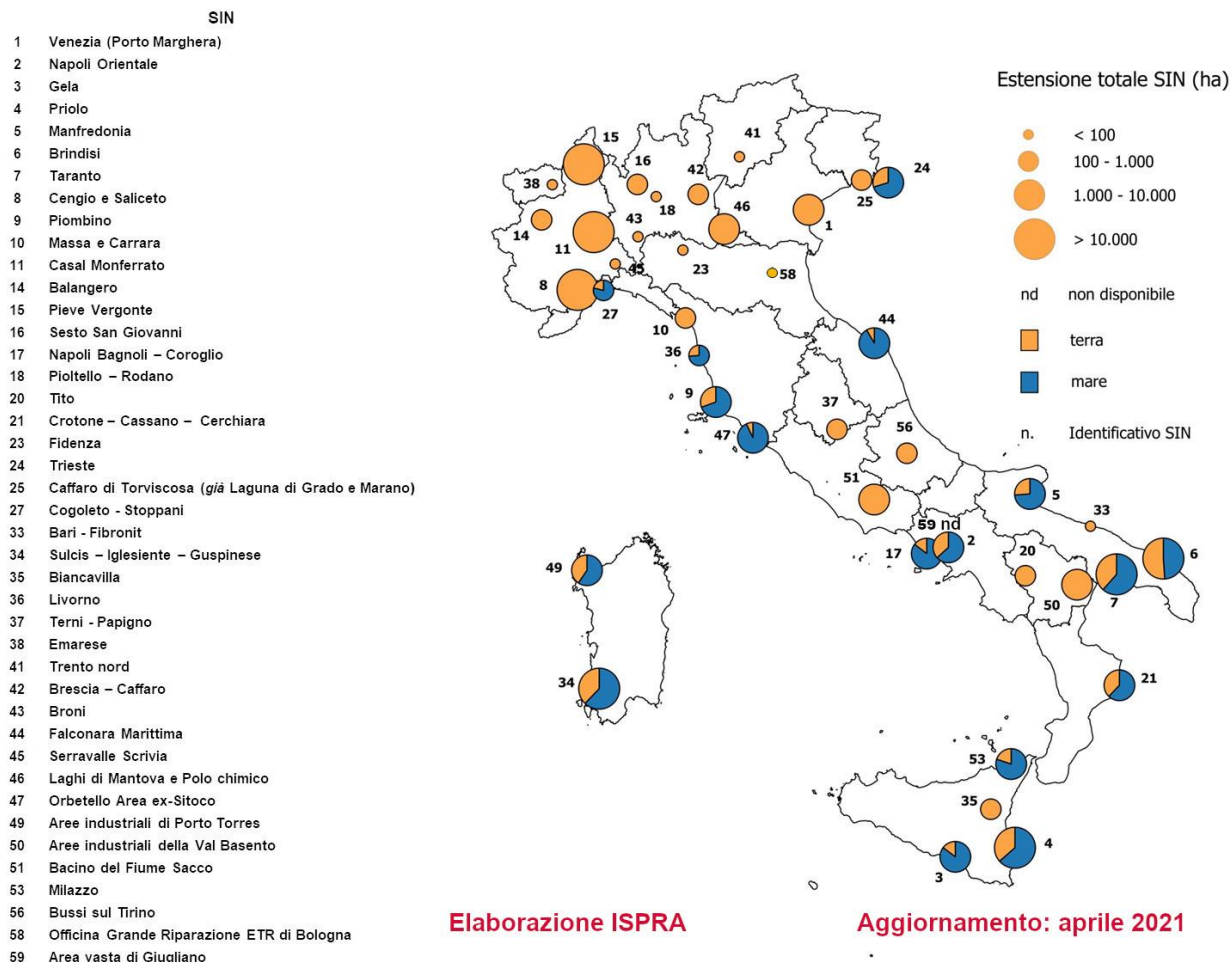 SIN
1 Venezia (Porto Marghera)
2 Napoli Orientale
3 Gela
4 Priolo
5 Manfredonia
6 Brindisi
7 Taranto
8 Cengio e Saliceto
9 Piombino
10 Massa e Carrara
11 Casal Monferrato
14 Balangero
15 Pieve Vergonte
16 Sesto San Giovanni
17 Napoli Bagnoli – Coroglio
18 Pioltello – Rodano
20 Tito
21 Crotone – Cassano – Cerchiara
23 Fidenza
24 Trieste
25 Caffaro di Torviscosa (già Laguna di Grado e Marano)
27 Cogoleto - Stoppani
33 Bari - Fibronit
34 Sulcis – Iglesiente – Guspinese
35 Biancavilla
36 Livorno
37 Terni - Papigno
38 Emarese
41 Trento nord
42 Brescia – Caffaro
43 Broni
44 Falconara Marittima
45 Serravalle Scrivia
46 Laghi di Mantova e Polo chimico
47 Orbetello Area ex-Sitoco
49 Aree industriali di Porto Torres
50 Aree industriali della Val Basento
51 Bacino del Fiume Sacco
53 Milazzo
56 Bussi sul Tirino
58 Officina Grande Riparazione ETR di Bologna
59 Area vasta di Giugliano
15
16
41
42
38
24
25
18
46
1
14
43
11
45
23
58
8
27
10
44
36
9
37
47
56
51
5
33
59 nd
17
2
20
6
49
50
7
34
21
53
35
4
3
Estensione totale SIN (ha)
< 100
100 - 1.000
1.000 - 10.000
> 10.000
nd non disponibile
terra
mare
n. Identificativo SIN
Elaborazione ISPRA
Aggiornamento: aprile 2021